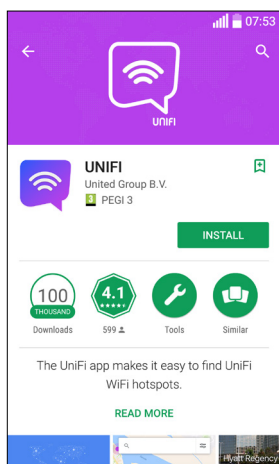 07:53
UNIFI
UNIFI
United Group B.V.
3 PEGI 3
INSTALL
100
THOUSAND
4.1
Downloads
599
Tools
Similar
The UniFi app makes it easy to find UniFi
WiFi hotspots.
READ MORE
Hyatt Regency